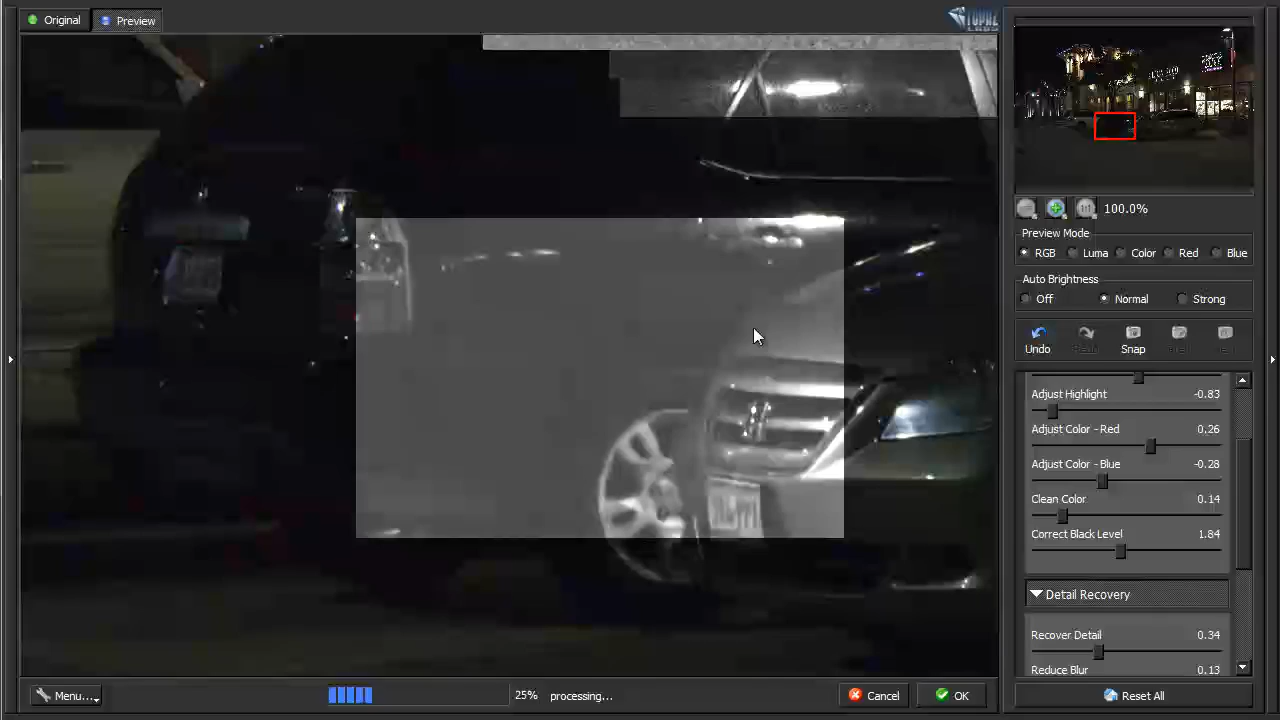 Original
Preview
TOPAZ
LABS
100.0%
Preview Mode
RGB
Luma
Color
Red
Blue
Auto Brightness
Off
Normal
Strong
Undo
Redo
Snap
Adjust Highlight
-0.83
Adjust Color - Red
0.26
Adjust Color - Blue
-0.28
Clean Color
0.14
Correct Black Level
1.84
Detail Recovery
Recover Detail
0.34
Reduce Blur
0.13
Menu...
25%
processing...
Cancel
OK
Reset All